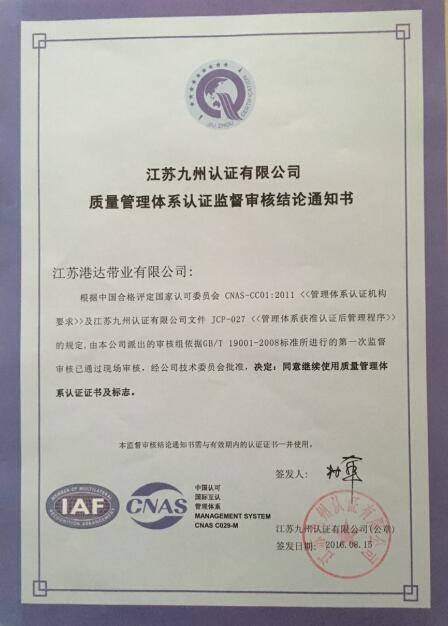 JIU ZHOU
江苏九州认证有限公司
质量管理体系认证监督审核结论通知书
江苏港达带业有限公司:
根据中国合格评定国家认可委员会 CNAS-CC01:2011 <<管理体系认证机构
要求>>及江苏九州认证有限公司文件 JCP-027 <<管理体系获准认证后管理程序>>
的规定,由本公司派出的审核组依据GB/T 19001-2008标准所进行的第一次监督
审核已通过现场审核，经公司技术委员会批准，决定：同意继续使用质量管理体
系认证证书及标志。
本监督审核结论通知书需与有效期内的认证证书一并使用。
签发人:
MEMBER OF MULTILATERAL
IAF
RECOGNITION ARRANGEMENT
CNAS
中国认可
国际互认
管理体系
MANAGEMENT SYSTEM
CNAS C029-M
江苏九州认证有限公司(公章)
签发日期: 2016.08.15